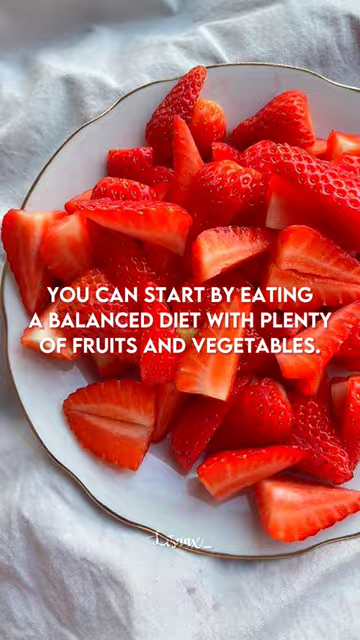 YOU CAN START BY EATING
A BALANCED DIET WITH PLENTY
OF FRUITS AND VEGETABLES.